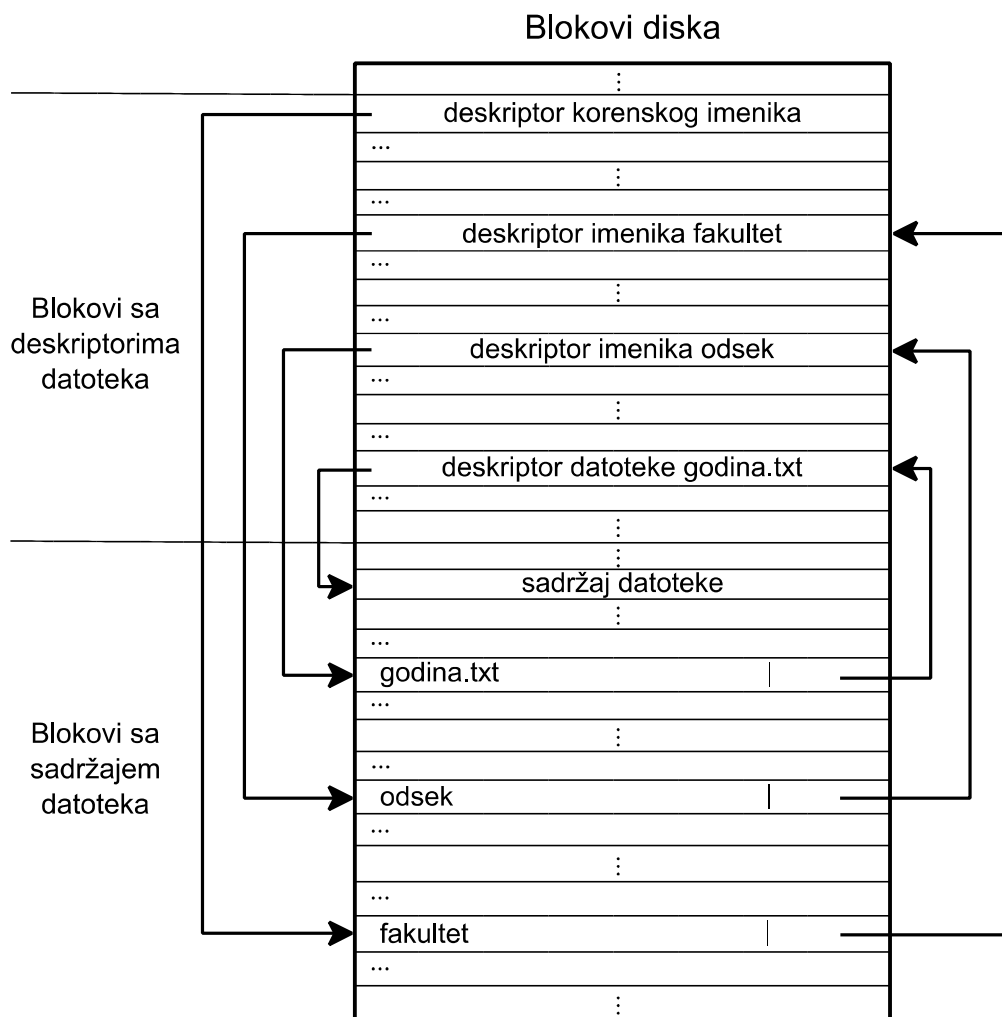 Blokovi diska
⋮
deskriptor korenskog imenika
...
⋮
...
deskriptor imenika fakultet
...
⋮
...
deskriptor imenika odsek
...
⋮
...
deskriptor datoteke godina.txt
...
⋮
Blokovi sa
deskriptorima
datoteka
⋮
sadržaj datoteke
⋮
...
godina.txt
...
⋮
...
odsek
...
⋮
...
fakultet
...
⋮
Blokovi sa
sadržajem
datoteka